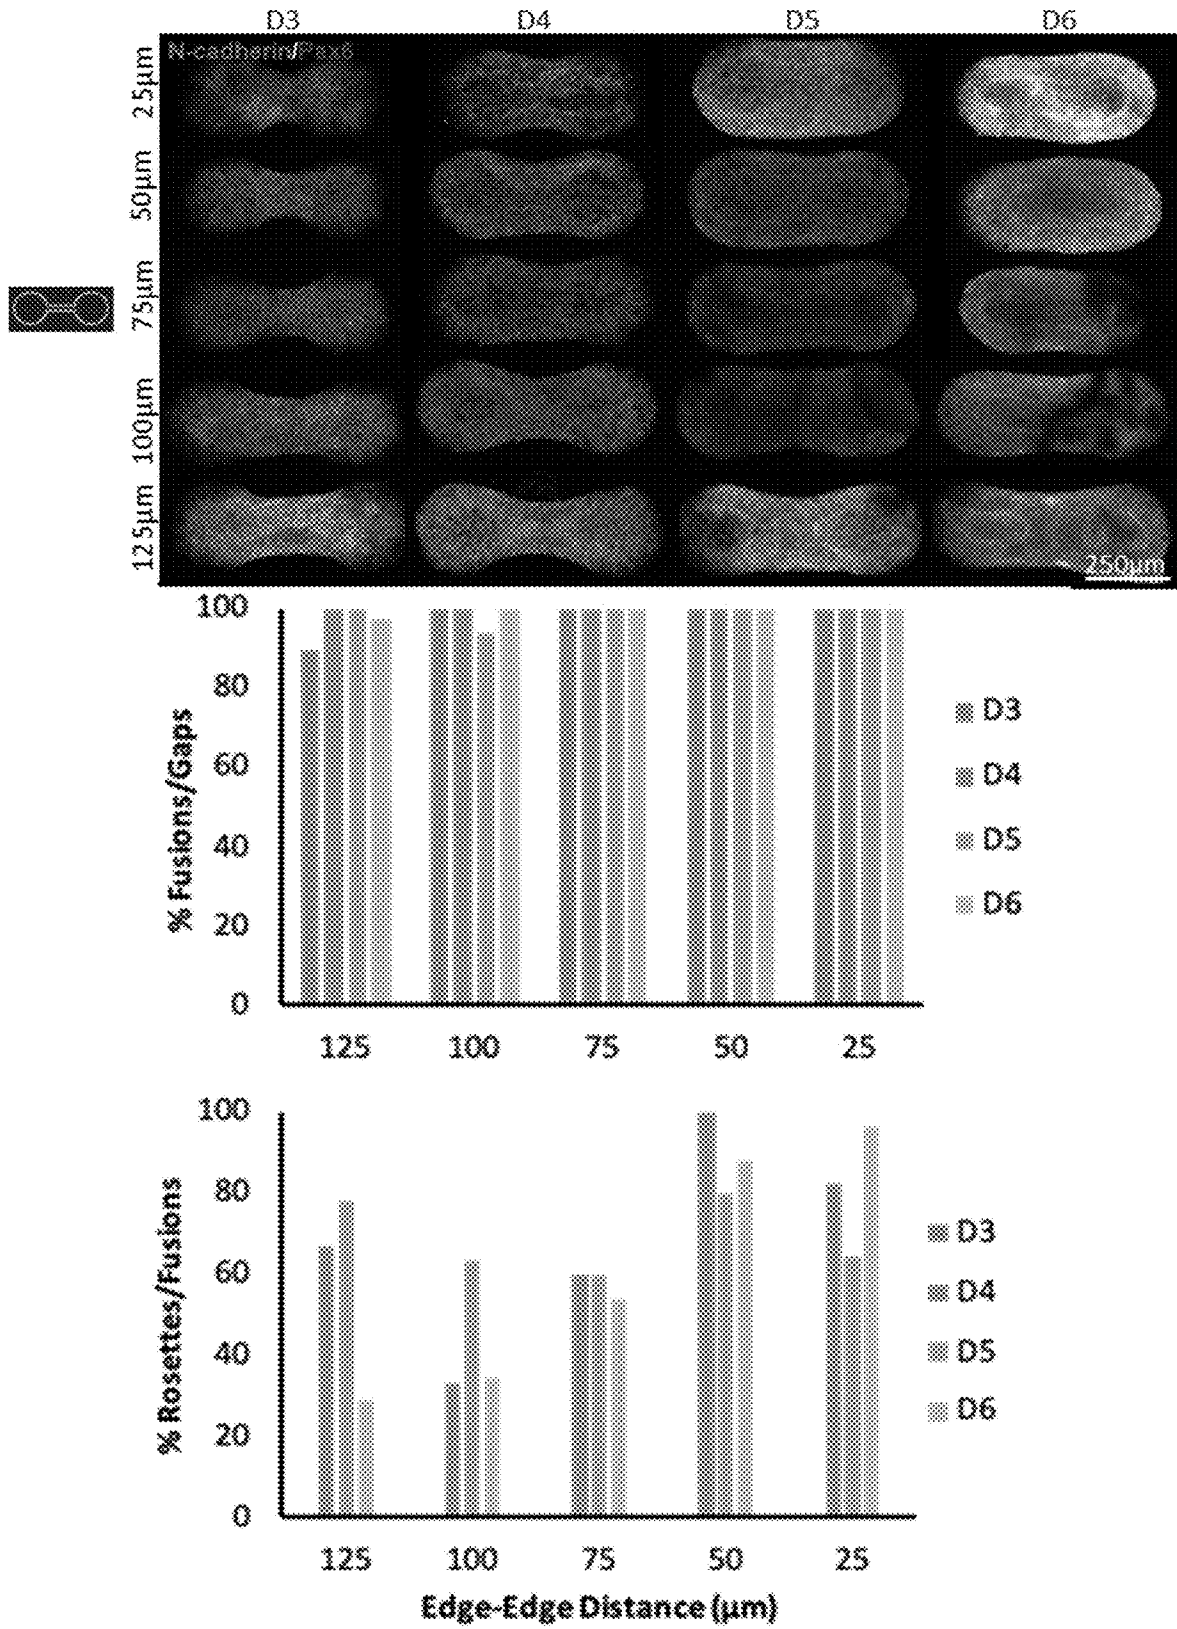 D3 D4 D5 D6
N-cadherin/Pax6
25µm
50µm
75µm
100µm
125µm
250µm
100
80
60
40
20
0
% Fusions/Gaps
125 100 75 50 25
D3
D4
D5
D6
100
80
60
40
20
0
% Rosettes/Fusions
125 100 75 50 25
D3
D4
D5
D6
Edge-Edge Distance (µm)